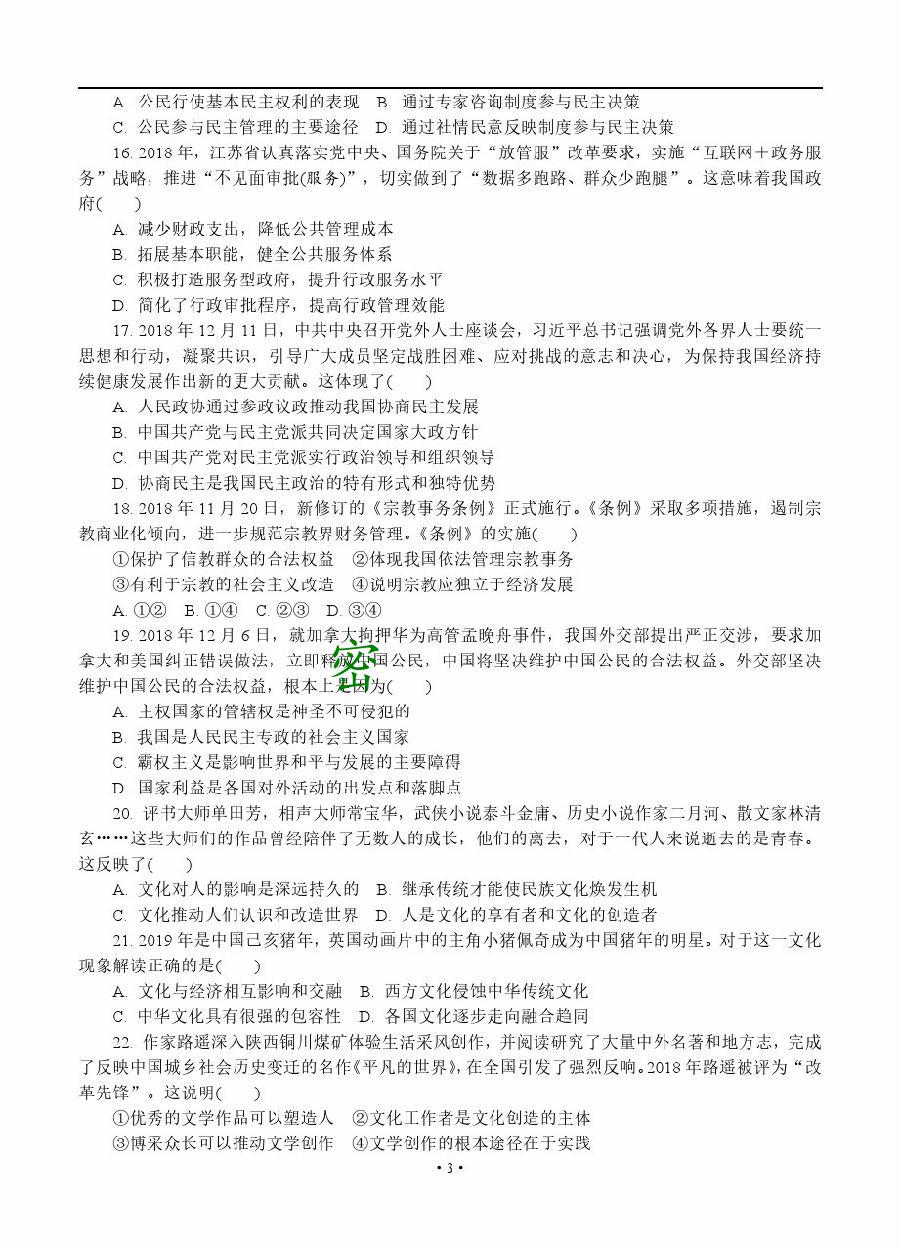 A 公民行使基本民主权利的表现 B 通过专家咨询制度参与民主决策
C. 公民参与民主管理的主要途径 D. 通过社情民意反映制度参与民主决策
16. 2018 年，江苏省认真落实党中央、国务院关于“放管服”改革要求，实施“互联网＋政务服
务”战略，推进“不见面审批(服务)”，切实做到了“数据多跑路、群众少跑腿”。这意味着我国政
府(　　)
A. 减少财政支出，降低公共管理成本
B. 拓展基本职能，健全公共服务体系
C. 积极打造服务型政府，提升行政服务水平
D. 简化了行政审批程序，提高行政管理效能
17. 2018 年 12 月 11 日，中共中央召开党外人士座谈会，习近平总书记强调党外各界人士要统一
思想和行动，凝聚共识，引导广大成员坚定战胜困难、应对挑战的意志和决心，为保持我国经济持
续健康发展作出新的更大贡献。这体现了(　　)
A. 人民政协通过参政议政推动我国协商民主发展
B. 中国共产党与民主党派共同决定国家大政方针
C. 中国共产党对民主党派实行政治领导和组织领导
D. 协商民主是我国民主政治的特有形式和独特优势
18. 2018 年 11 月 20 日，新修订的《宗教事务条例》正式施行。《条例》采取多项措施，遏制宗
教商业化倾向，进一步规范宗教界财务管理。《条例》的实施(　　)
①保护了信教群众的合法权益 ②体现我国依法管理宗教事务
③有利于宗教的社会主义改造 ④说明宗教应独立于经济发展
A. ①② B. ①④ C. ②③ D. ③④
19. 2018 年 12 月 6 日，就加拿大拘押华为高管孟晚舟事件，我国外交部提出严正交涉，要求加
拿大和美国纠正错误做法，立即释放中国公民，中国将坚决维护中国公民的合法权益。外交部坚决
维护中国公民的合法权益，根本上是因为(　　)
密
A. 主权国家的管辖权是神圣不可侵犯的
B. 我国是人民民主专政的社会主义国家
C. 霸权主义是影响世界和平与发展的主要障碍
D 国家利益是各国对外活动的出发点和落脚点
20. 评书大师单田芳，相声大师常宝华，武侠小说泰斗金庸、历史小说作家二月河、散文家林清
玄……这些大师们的作品曾经陪伴了无数人的成长，他们的离去，对于一代人来说逝去的是青春。
这反映了(　　)
A. 文化对人的影响是深远持久的 B. 继承传统才能使民族文化焕发生机
C. 文化推动人们认识和改造世界 D. 人是文化的享有者和文化的创造者
21. 2019 年是中国己亥猪年，英国动画片中的主角小猪佩奇成为中国猪年的明星。对于这一文化
现象解读正确的是(　　)
A. 文化与经济相互影响和交融 B. 西方文化侵蚀中华传统文化
C. 中华文化具有很强的包容性 D. 各国文化逐步走向融合趋同
22. 作家路遥深入陕西铜川煤矿体验生活采风创作，并阅读研究了大量中外名著和地方志，完成
了反映中国城乡社会历史变迁的名作《平凡的世界》，在全国引发了强烈反响。2018 年路遥被评为“改
革先锋”。这说明(　　)
①优秀的文学作品可以塑造人 ②文化工作者是文化创造的主体
③博采众长可以推动文学创作 ④文学创作的根本途径在于实践
• 3 •